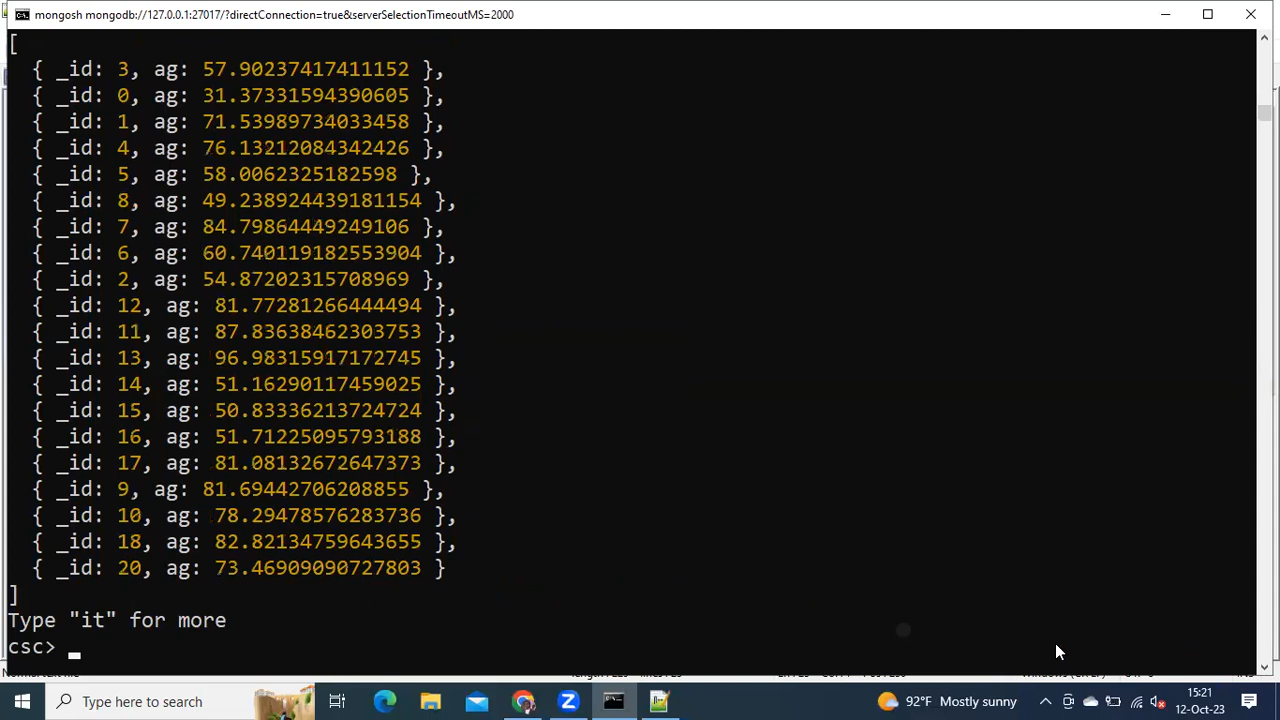 mongosh mongodb://127.0.0.1:27017/?directConnection=true&serverSelectionTimeoutMS=2000
[
{ _id: 3, ag: 57.90237417411152 },
{ _id: 0, ag: 31.37331594390605 },
{ _id: 1, ag: 71.53989734033458 },
{ _id: 4, ag: 76.13212084342426 },
{ _id: 5, ag: 58.0062325182598 },
{ _id: 8, ag: 49.238924439181154 },
{ _id: 7, ag: 84.79864449249106 },
{ _id: 6, ag: 60.740119182553904 },
{ _id: 2, ag: 54.87202315708969 },
{ _id: 12, ag: 81.77281266444494 },
{ _id: 11, ag: 87.83638462303753 },
{ _id: 13, ag: 96.98315917172745 },
{ _id: 14, ag: 51.16290117459025 },
{ _id: 15, ag: 50.83336213724724 },
{ _id: 16, ag: 51.71225095793188 },
{ _id: 17, ag: 81.08132672647373 },
{ _id: 9, ag: 81.69442706208855 },
{ _id: 10, ag: 78.29478576283736 },
{ _id: 18, ag: 82.82134759643655 },
{ _id: 20, ag: 73.46909090727803 }
]
Type "it" for more
csc>
Type here to search
92°F Mostly sunny
15:21
12-Oct-23